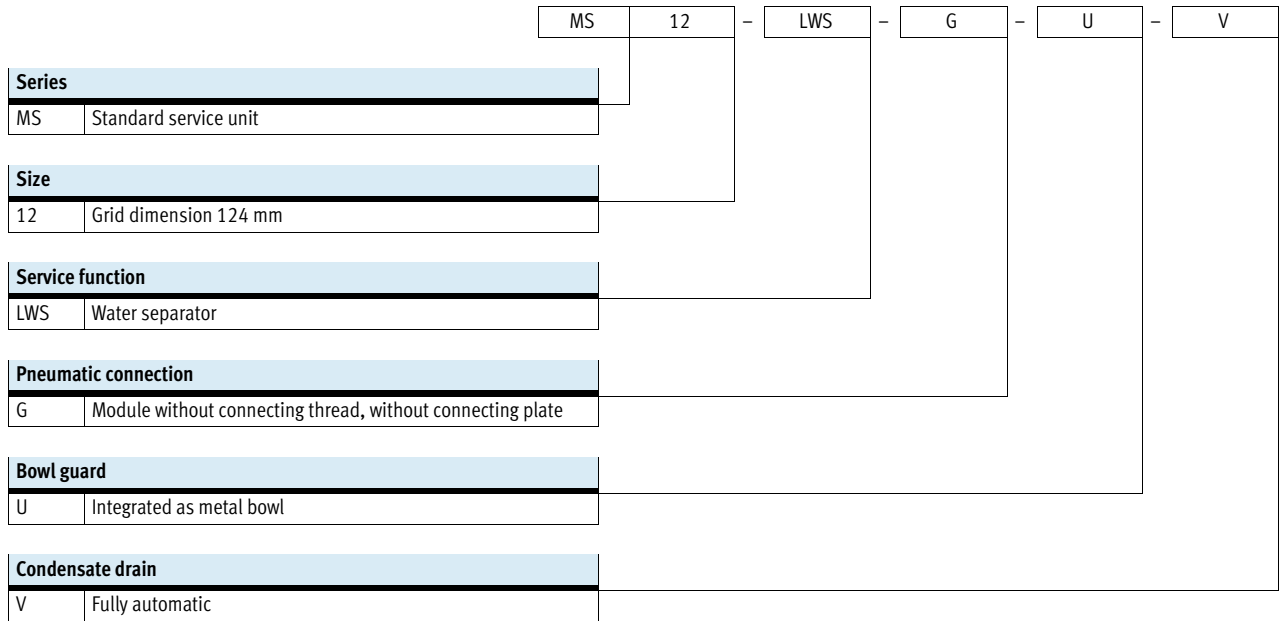 MS 12 – LWS – G – U – V
Series
MS Standard service unit
Size
12 Grid dimension 124 mm
Service function
LWS Water separator
Pneumatic connection
G Module without connecting thread, without connecting plate
Bowl guard
U Integrated as metal bowl
Condensate drain
V Fully automatic